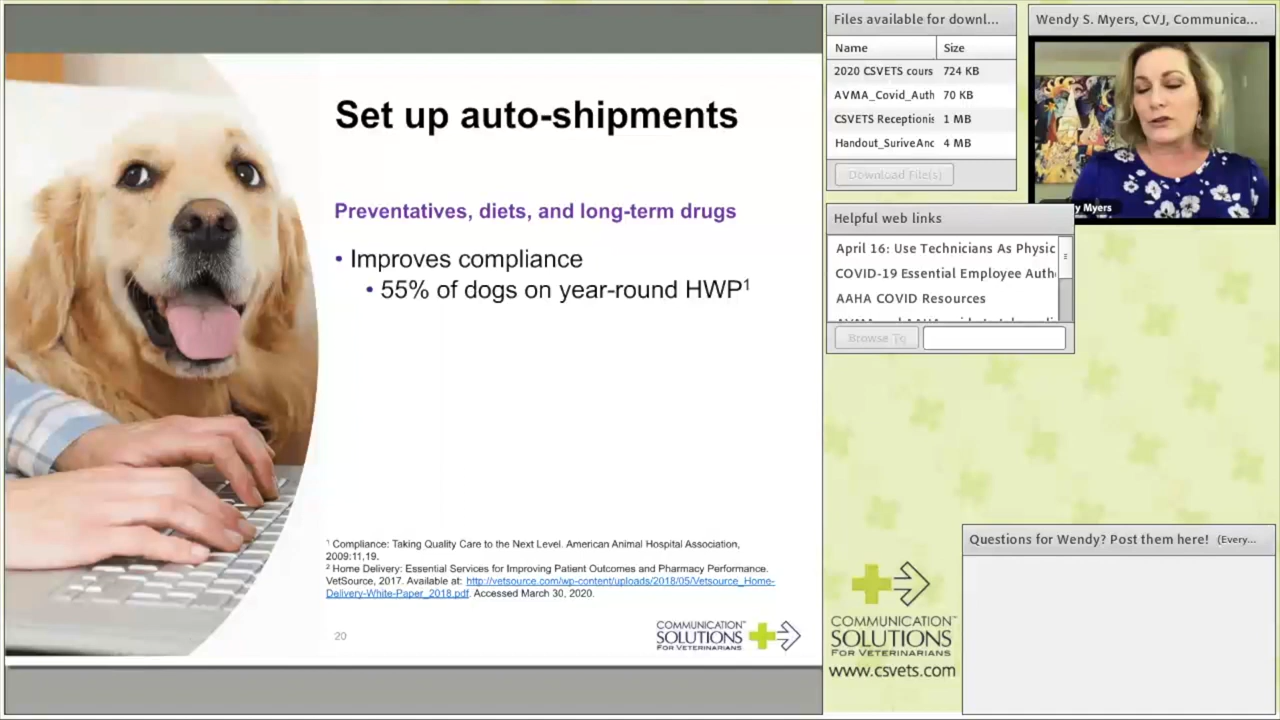 Set up auto-shipments
Preventatives, diets, and long-term drugs
• Improves compliance
• 55% of dogs on year-round HWP¹
¹ Compliance: Taking Quality Care to the Next Level. American Animal Hospital Association,
2009:11,19.
² Home Delivery: Essential Services for Improving Patient Outcomes and Pharmacy Performance.
VetSource, 2017. Available at: http://vetsource.com/wp-content/uploads/2018/05/Vetsource_Home-
Delivery-White-Paper_2018.pdf. Accessed March 30, 2020.
20
COMMUNICATION™
SOLUTIONS
FOR VETERINARIANS
Files available for downl...
Name Size
2020 CSVETS cours 724 KB
AVMA_Covid_Auth 70 KB
CSVETS Receptionis 1 MB
Handout_SuriveAnc 4 MB
Download File(s)
Wendy S. Myers, CVJ, Communica...
y Myers
Helpful web links
April 16: Use Technicians As Physic
COVID-19 Essential Employee Auth
AAHA COVID Resources
Browse To
Questions for Wendy? Post them here! (Every...
COMMUNICATION™
SOLUTIONS
FOR VETERINARIANS
www.csvets.com